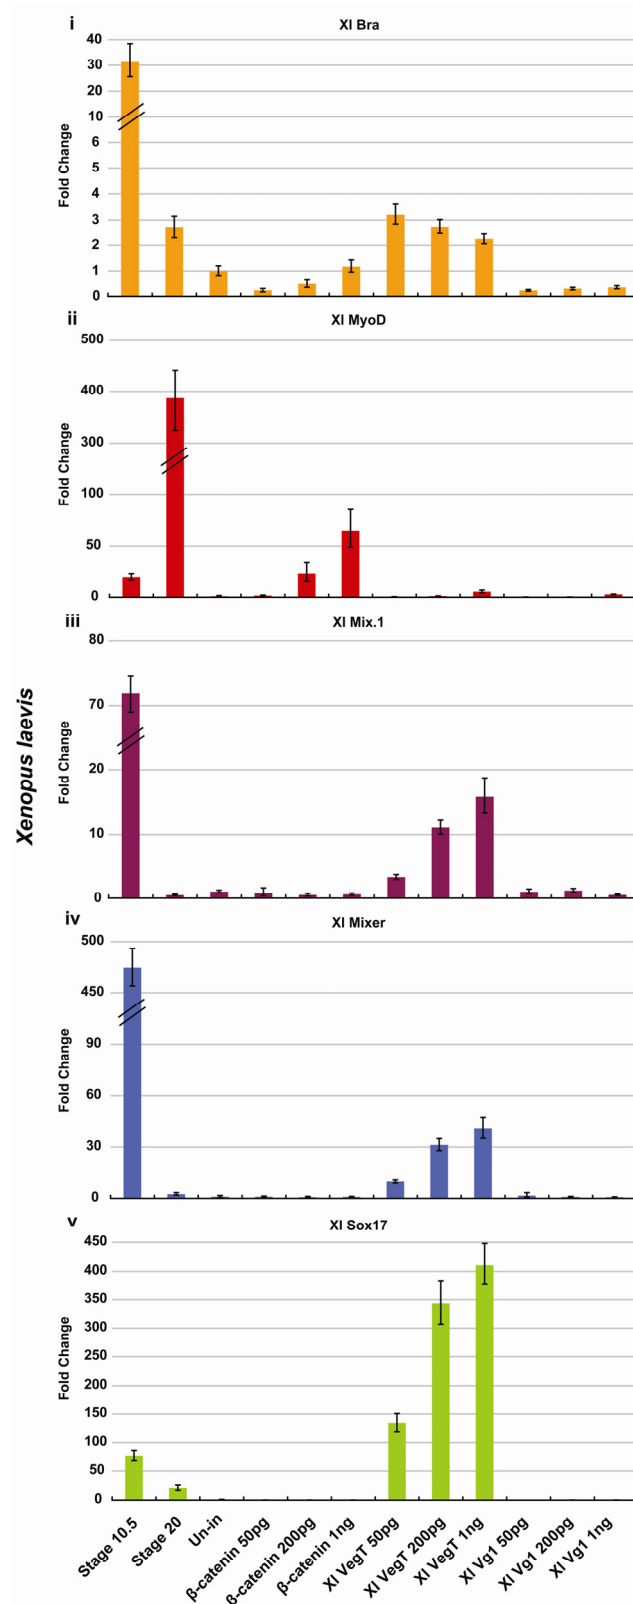 i
Xl Bra
40
30
20
10
6
5
4
3
2
1
0
Fold Change
ii
Xl MyoD
500
400
300
100
50
0
Fold Change
iii
Xl Mix.1
80
70
20
10
0
Fold Change
Xenopus laevis
iv
Xl Mixer
500
450
90
60
30
0
Fold Change
v
Xl Sox17
450
400
350
300
250
200
150
100
50
0
Fold Change
Stage 10.5
Stage 20
Un-in
β-catenin 50pg
β-catenin 200pg
β-catenin 1ng
Xl VegT 50pg
Xl VegT 200pg
Xl VegT 1ng
Xl Vg1 50pg
Xl Vg1 200pg
Xl Vg1 1ng